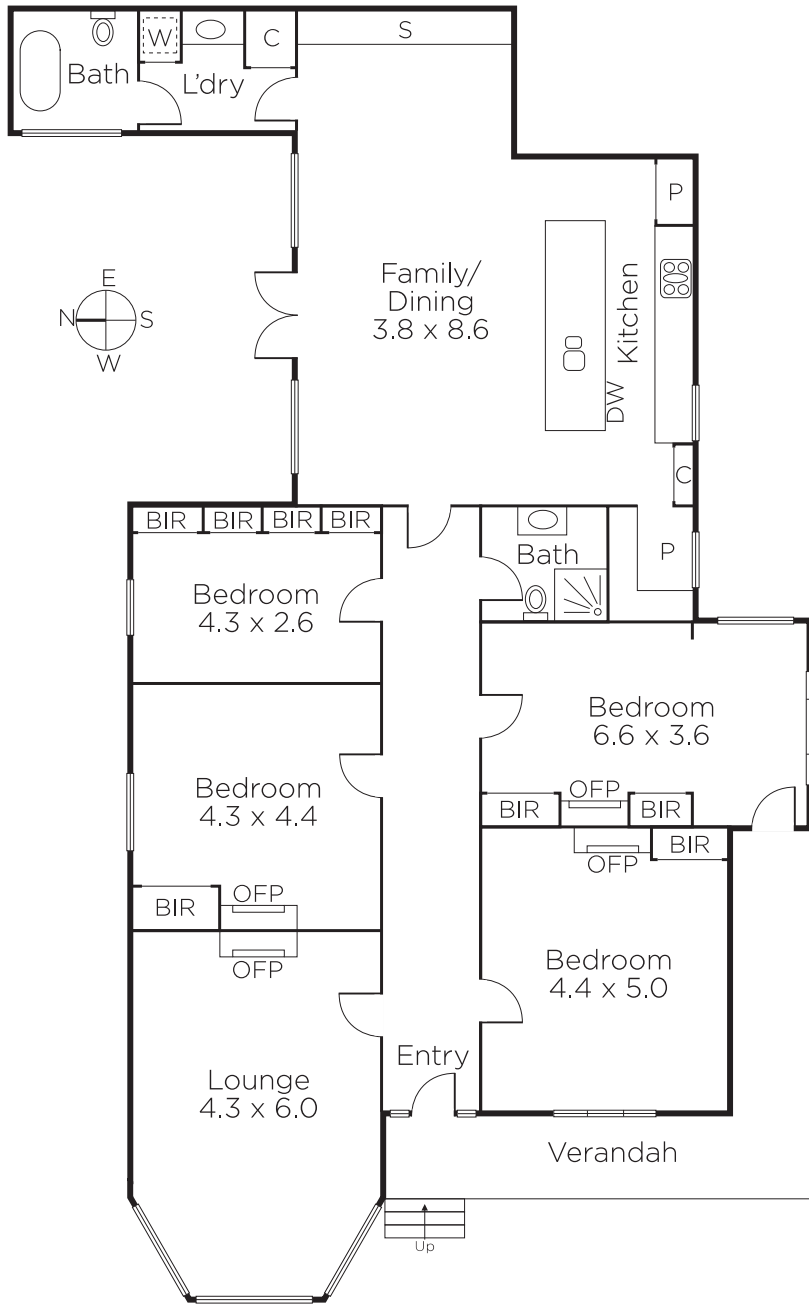 W
C
S
Bath
L'dry
P
E
N
S
W
Family/
Dining
3.8 x 8.6
Kitchen
DW
C
BIR
BIR
BIR
BIR
Bath
P
Bedroom
4.3 x 2.6
Bedroom
6.6 x 3.6
Bedroom
4.3 x 4.4
OFP
BIR
BIR
OFP
BIR
BIR
OFP
OFP
Bedroom
4.4 x 5.0
Entry
Lounge
4.3 x 6.0
Verandah
Up